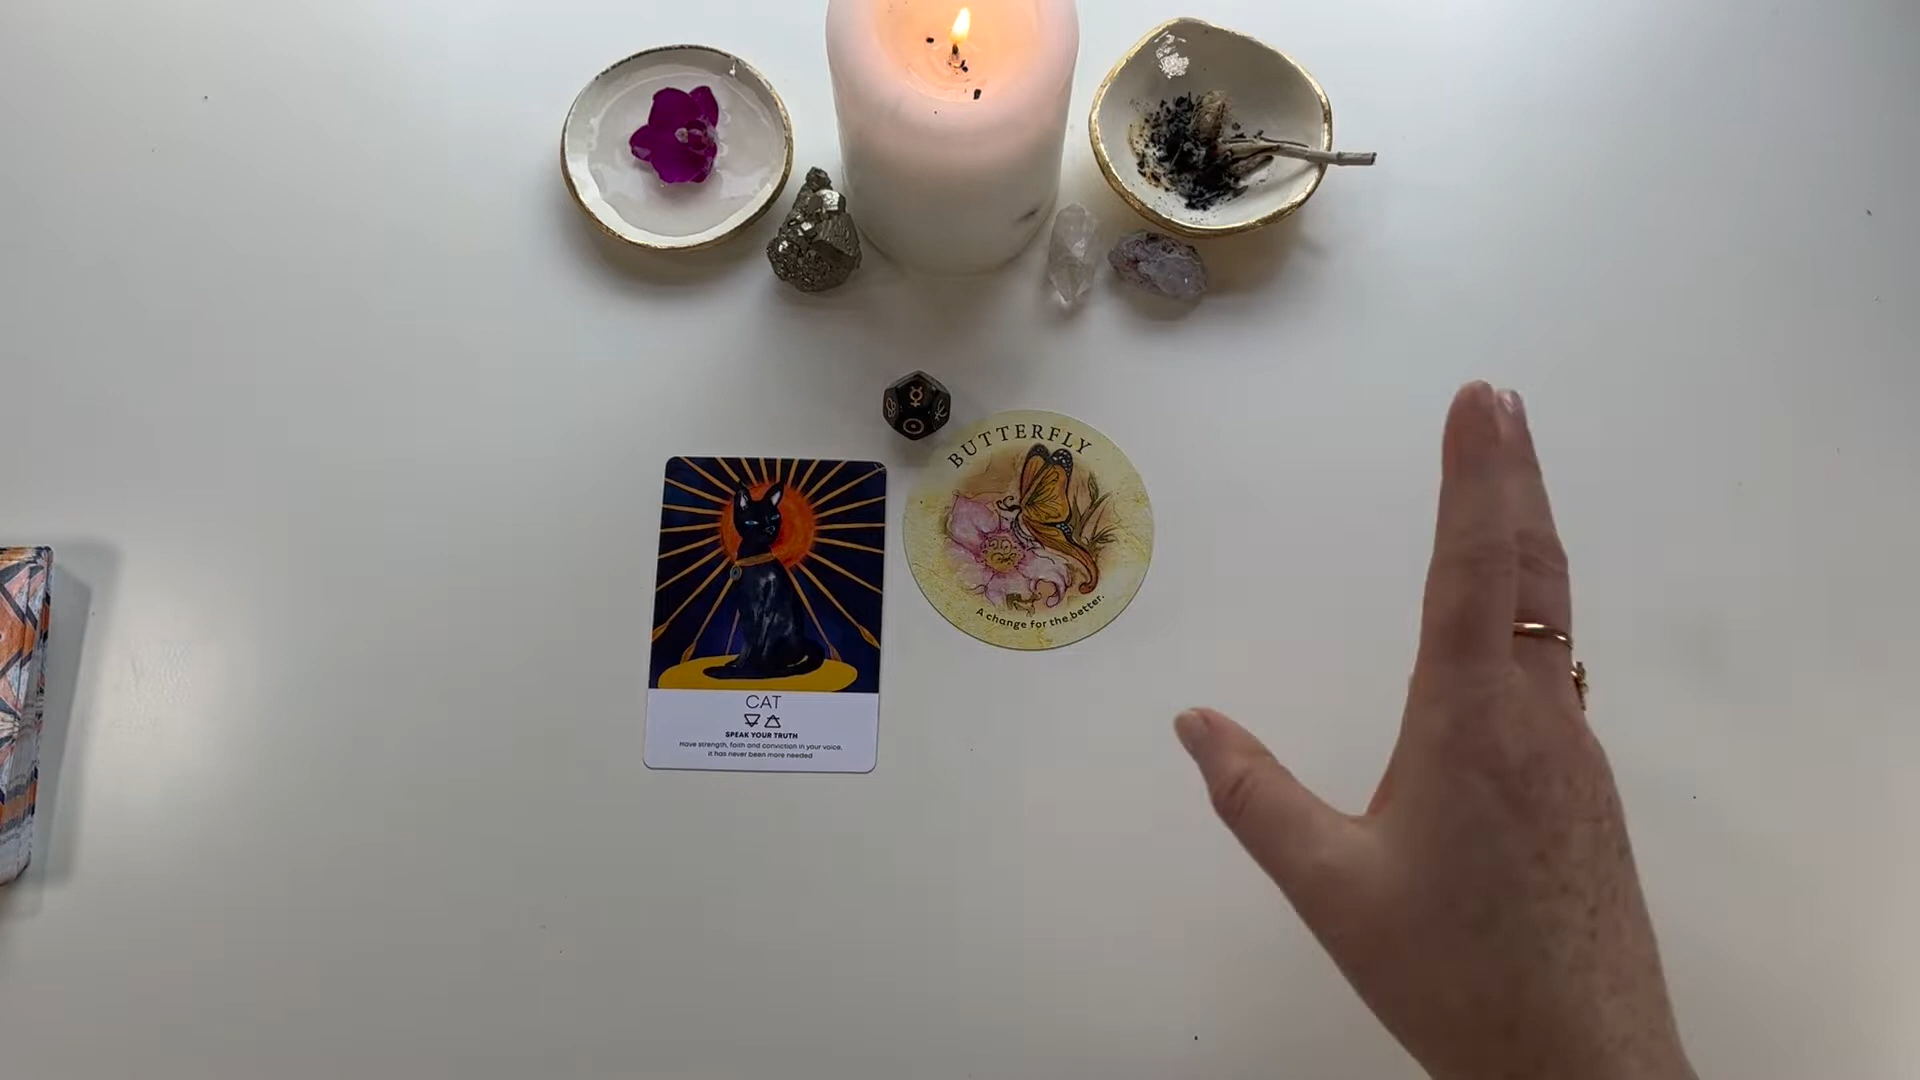 BUTTERFLY
A change for the better.
CAT
SPEAK YOUR TRUTH
Have strength, faith and conviction in your voice,
it has never been more needed